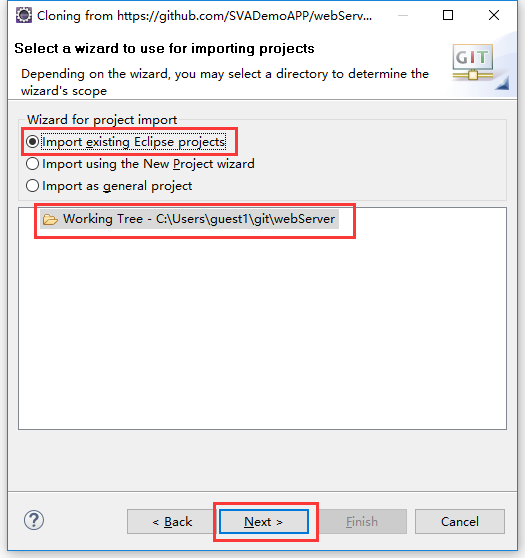 Cloning from https://github.com/SVADemoAPP/webServ...
Select a wizard to use for importing projects
Depending on the wizard, you may select a directory to determine the
wizard's scope
GIT
Wizard for project import
Import existing Eclipse projects
Import using the New Project wizard
Import as general project
Working Tree - C:\Users\guest1\git\webServer
?
< Back
Next >
Finish
Cancel